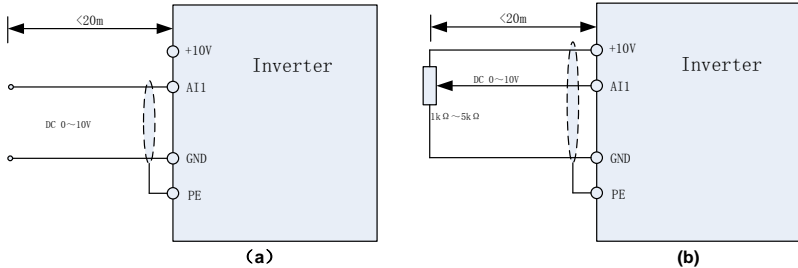 <20m
+10V
Inverter
AI1
DC 0～10V
GND
PE
（a）
<20m
+10V
Inverter
AI1
DC 0～10V
1kΩ～5kΩ
GND
PE
(b)